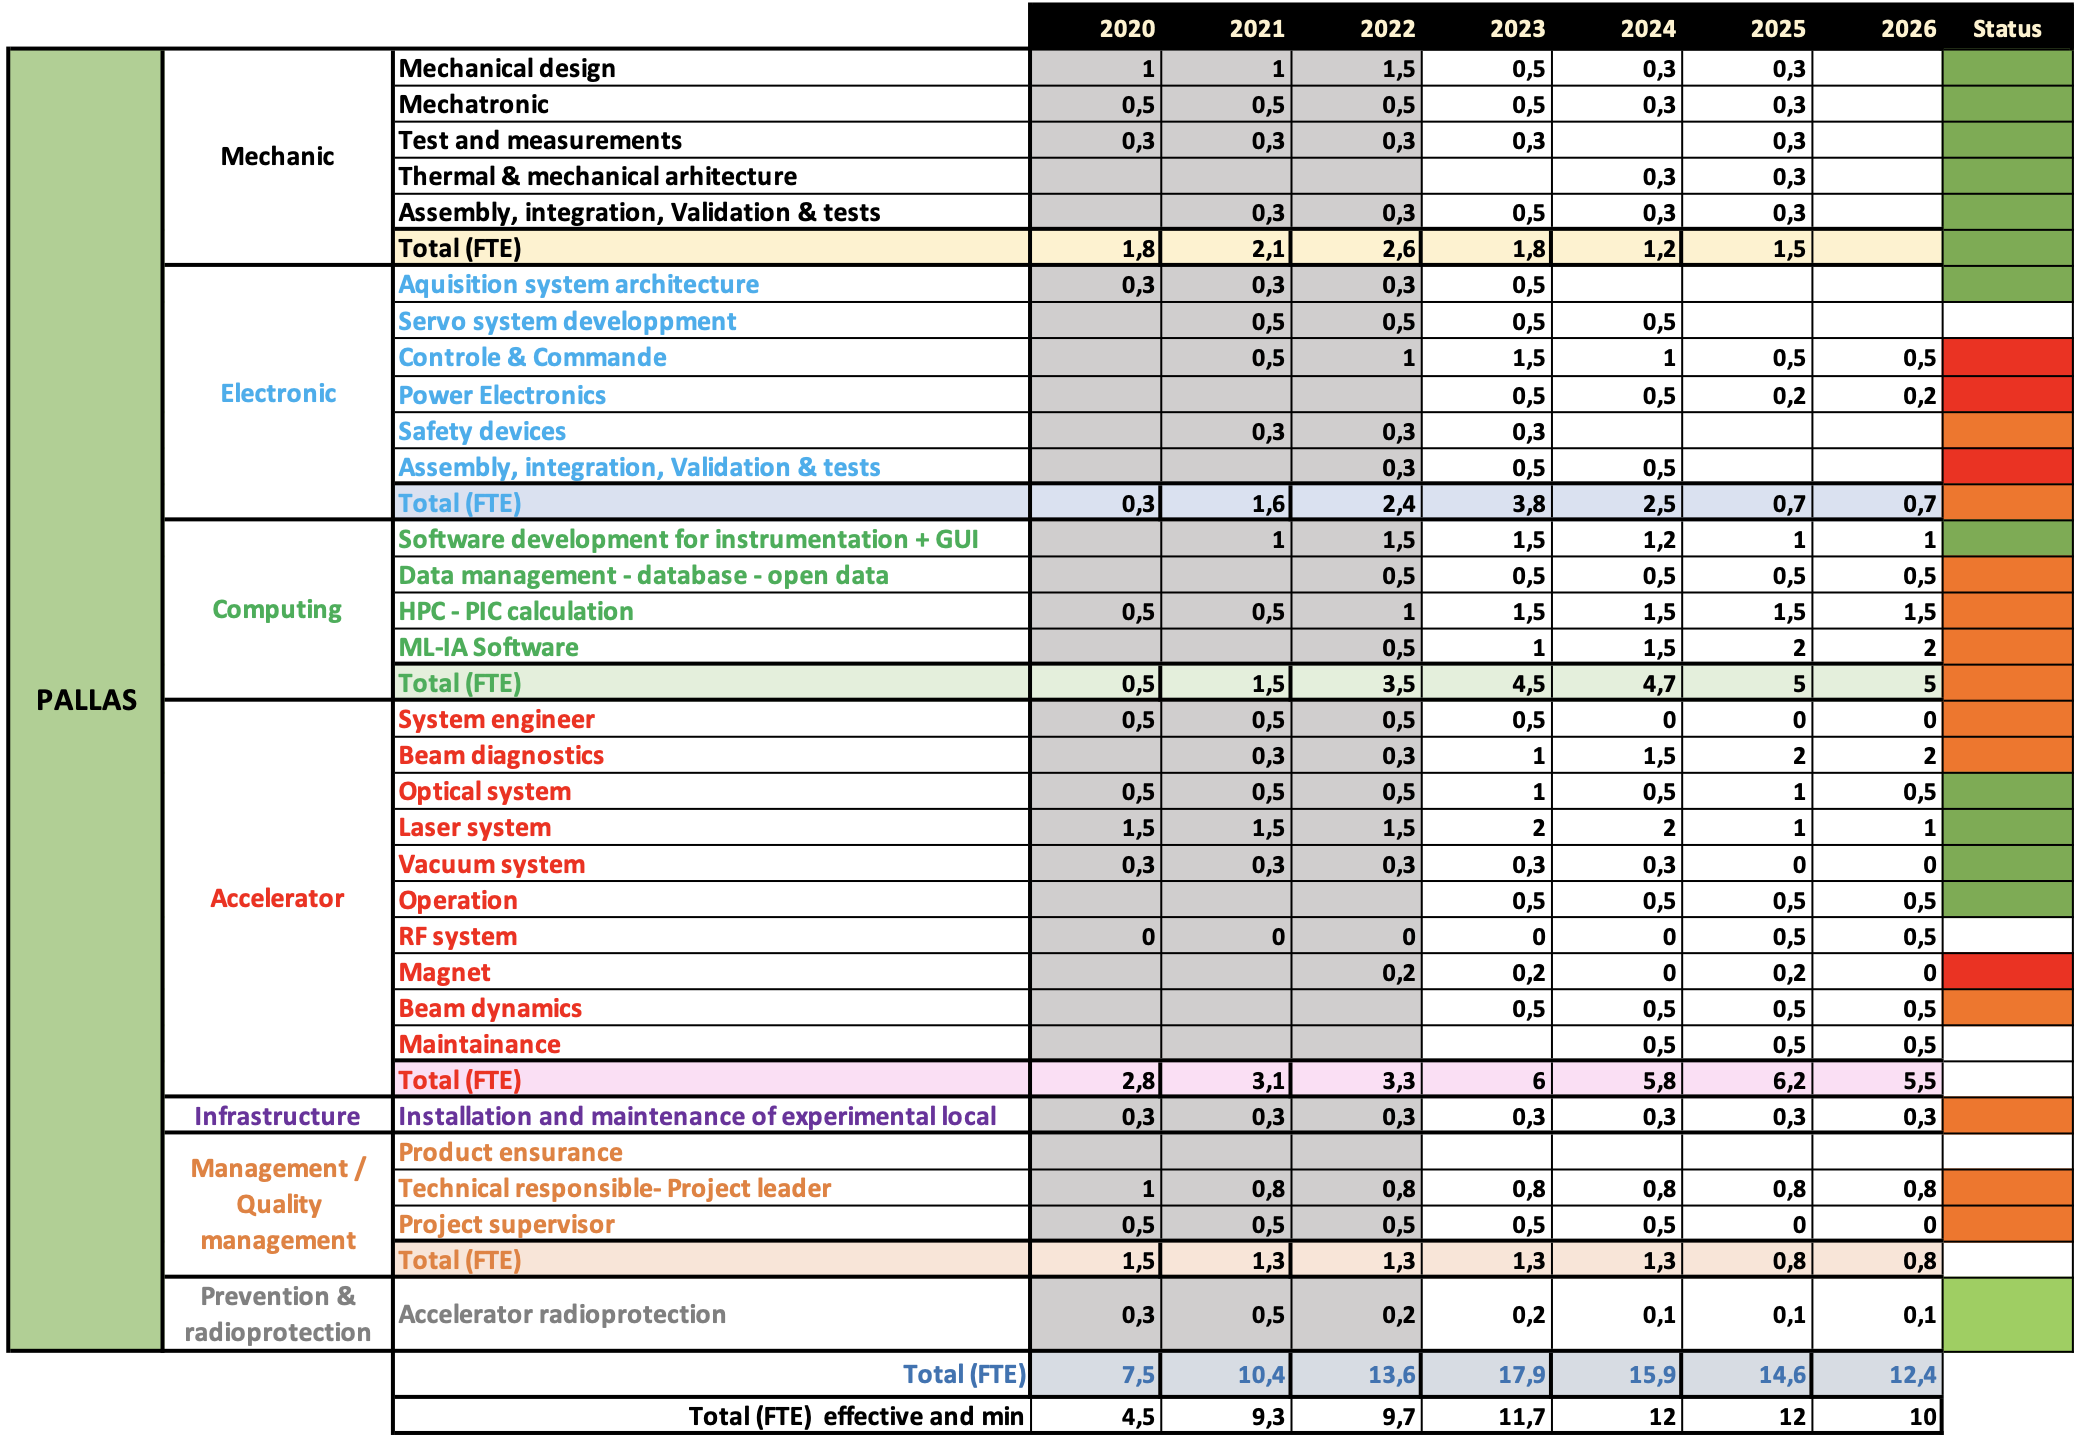 2020 2021 2022 2023 2024 2025 2026 Status
PALLAS
Mechanic
Mechanical design 1 1 1,5 0,5 0,3 0,3
Mechatronic 0,5 0,5 0,5 0,5 0,3 0,3
Test and measurements 0,3 0,3 0,3 0,3 0,3
Thermal & mechanical arhitecture 0,3 0,3
Assembly, integration, Validation & tests 0,3 0,3 0,5 0,3 0,3
Total (FTE) 1,8 2,1 2,6 1,8 1,2 1,5
Electronic
Aquisition system architecture 0,3 0,3 0,3 0,5
Servo system developpment 0,5 0,5 0,5 0,5
Controle & Commande 0,5 1 1,5 1 0,5 0,5
Power Electronics 0,5 0,5 0,2 0,2
Safety devices 0,3 0,3 0,3
Assembly, integration, Validation & tests 0,3 0,5 0,5
Total (FTE) 0,3 1,6 2,4 3,8 2,5 0,7 0,7
Computing
Software development for instrumentation + GUI 1 1,5 1,5 1,2 1 1
Data management - database - open data 0,5 0,5 0,5 0,5 0,5
HPC - PIC calculation 0,5 0,5 1 1,5 1,5 1,5 1,5
ML-IA Software 0,5 1 1,5 2 2
Total (FTE) 0,5 1,5 3,5 4,5 4,7 5 5
Accelerator
System engineer 0,5 0,5 0,5 0,5 0 0 0
Beam diagnostics 0,3 0,3 1 1,5 2 2
Optical system 0,5 0,5 0,5 1 0,5 1 0,5
Laser system 1,5 1,5 1,5 2 2 1 1
Vacuum system 0,3 0,3 0,3 0,3 0,3 0 0
Operation 0,5 0,5 0,5 0,5
RF system 0 0 0 0 0 0,5 0,5
Magnet 0,2 0,2 0 0,2 0
Beam dynamics 0,5 0,5 0,5 0,5
Maintainance 0,5 0,5 0,5
Total (FTE) 2,8 3,1 3,3 6 5,8 6,2 5,5
Infrastructure
Installation and maintenance of experimental local 0,3 0,3 0,3 0,3 0,3 0,3 0,3
Management /
Quality
management
Product ensurance
Technical responsible- Project leader 1 0,8 0,8 0,8 0,8 0,8 0,8
Project supervisor 0,5 0,5 0,5 0,5 0,5 0 0
Total (FTE) 1,5 1,3 1,3 1,3 1,3 0,8 0,8
Prevention &
radioprotection
Accelerator radioprotection 0,3 0,5 0,2 0,2 0,1 0,1 0,1
Total (FTE) 7,5 10,4 13,6 17,9 15,9 14,6 12,4
Total (FTE) effective and min 4,5 9,3 9,7 11,7 12 12 10